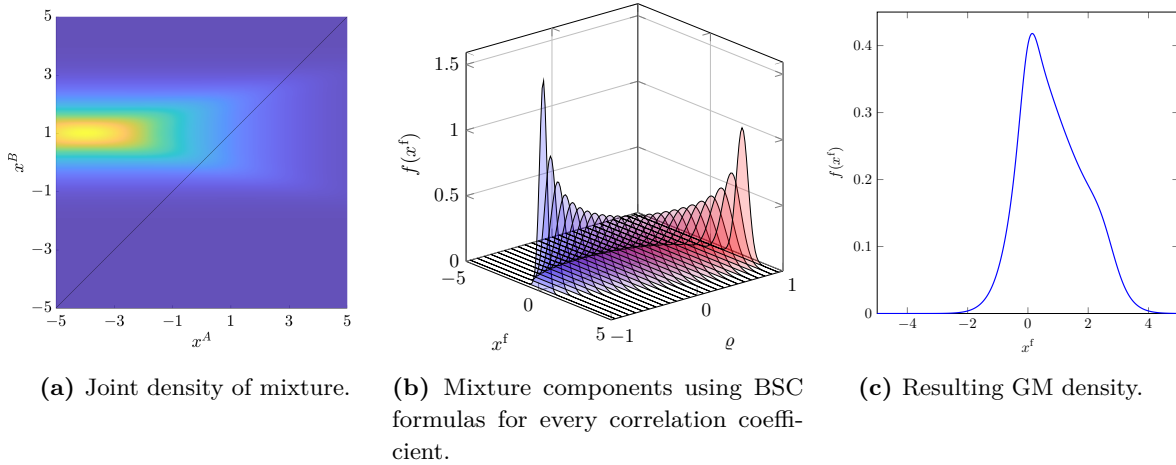 5
3
1
−1
−3
−5
x^B
−5
−3
−1
1
3
5
x^A
(a) Joint density of mixture.
1.5
1
0.5
0
f(x^f)
−5
0
5
x^f
−1
0
1
ϱ
(b) Mixture components using BSC
formulas for every correlation coeffi-
cient.
0.4
0.3
0.2
0.1
0
f(x^f)
−4
−2
0
2
4
x^f
(c) Resulting GM density.